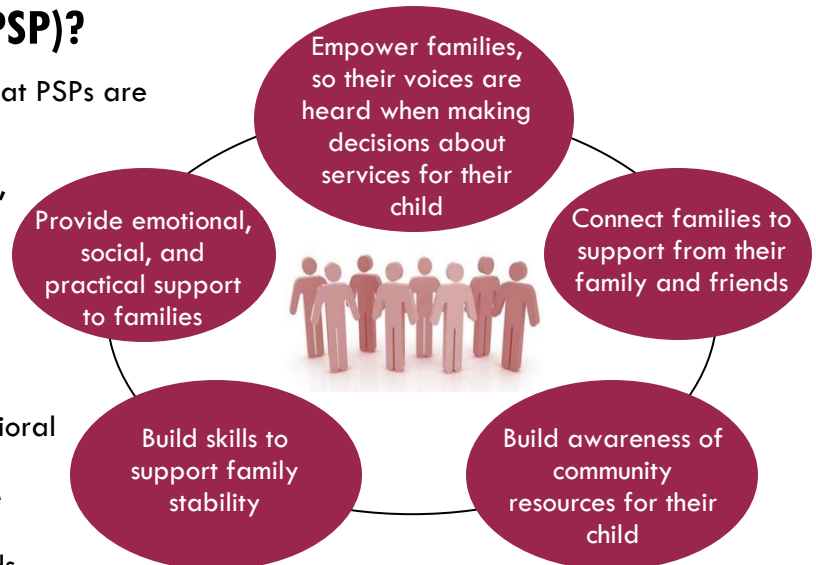 PSP)?
at PSPs are
,
ioral
Empower families,
so their voices are
heard when making
decisions about
services for their
child
Provide emotional,
social, and
practical support
to families
Connect families to
support from their
family and friends
Build skills to
support family
stability
Build awareness of
community
resources for their
child